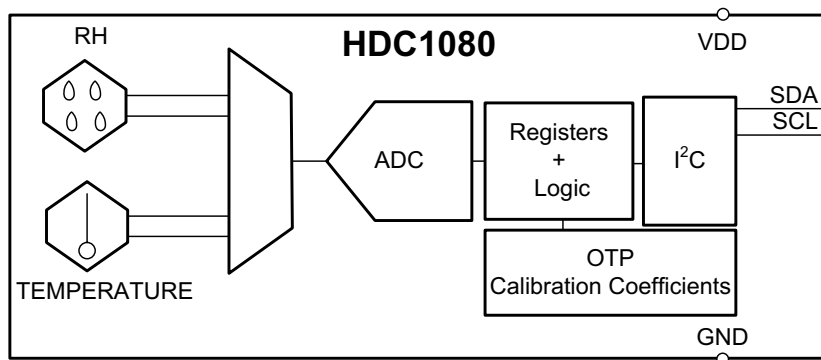 HDC1080
VDD
RH
SDA
SCL
ADC
Registers
+
Logic
I²C
TEMPERATURE
OTP
Calibration Coefficients
GND